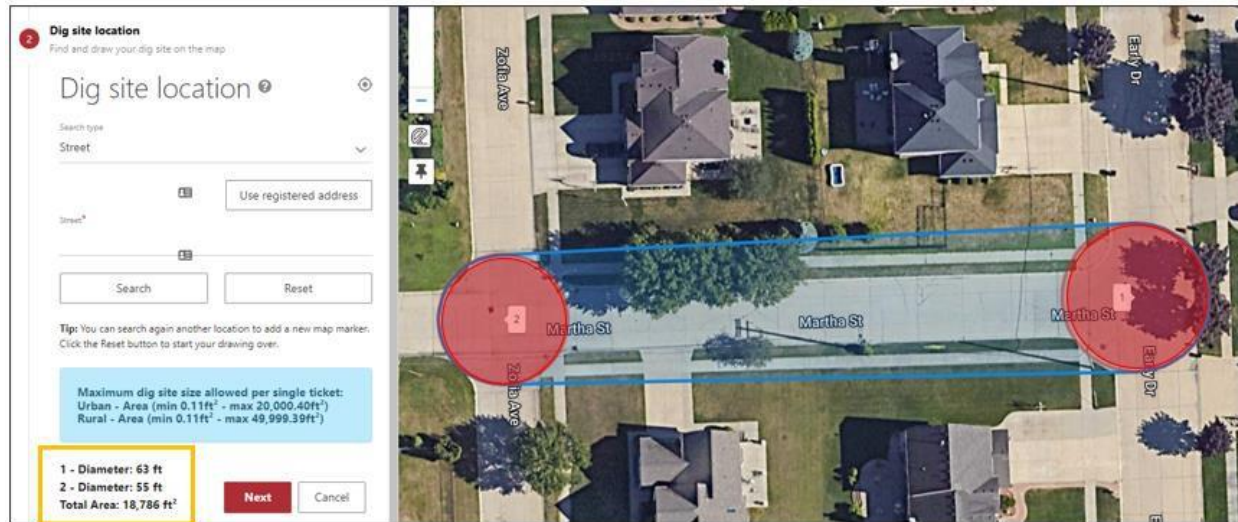 2
Dig site location
Find and draw your dig site on the map
Dig site location
Search type
Street
Use registered address
Street*
Search
Reset
Tip: You can search again another location to add a new map marker.
Click the Reset button to start your drawing over.
Maximum dig site size allowed per single ticket:
Urban - Area (min 0.11ft² - max 20,000.40ft²)
Rural - Area (min 0.11ft² - max 49,999.39ft²)
1 - Diameter: 63 ft
2 - Diameter: 55 ft
Total Area: 18,786 ft²
Next
Cancel
Zofia Ave
Early Dr
2
Martha St
Martha St
Martha St
1
Zofia Ave
Early Dr